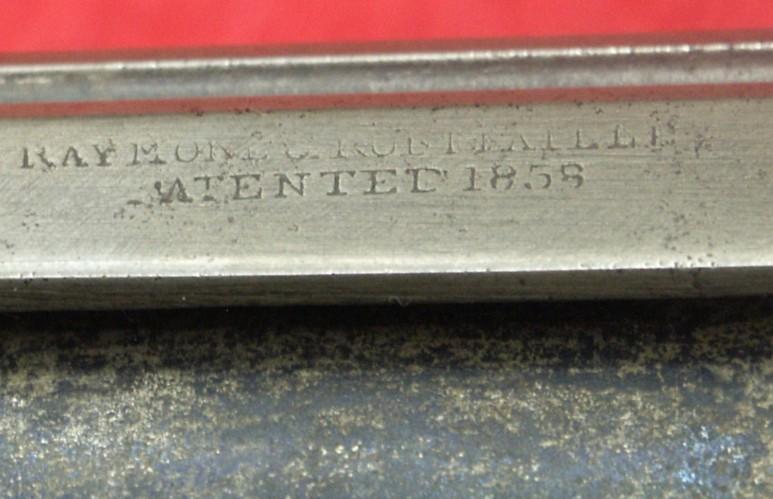 RAYMOND & ROBITAILLE
PATENTED 1858